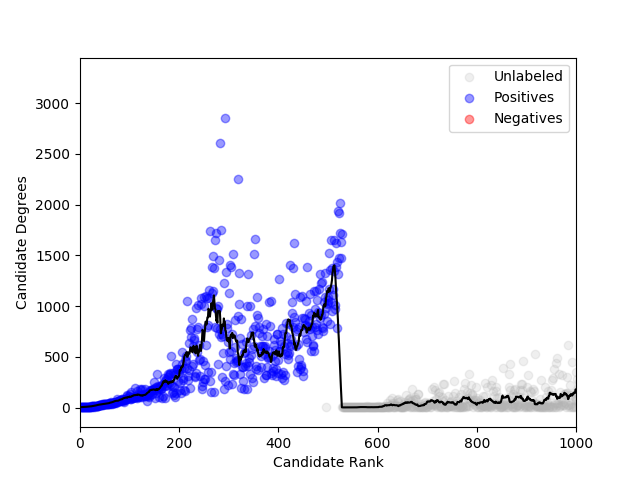 Unlabeled
Positives
Negatives
3000
2500
2000
1500
1000
500
0
Candidate Degrees
0 200 400 600 800 1000
Candidate Rank